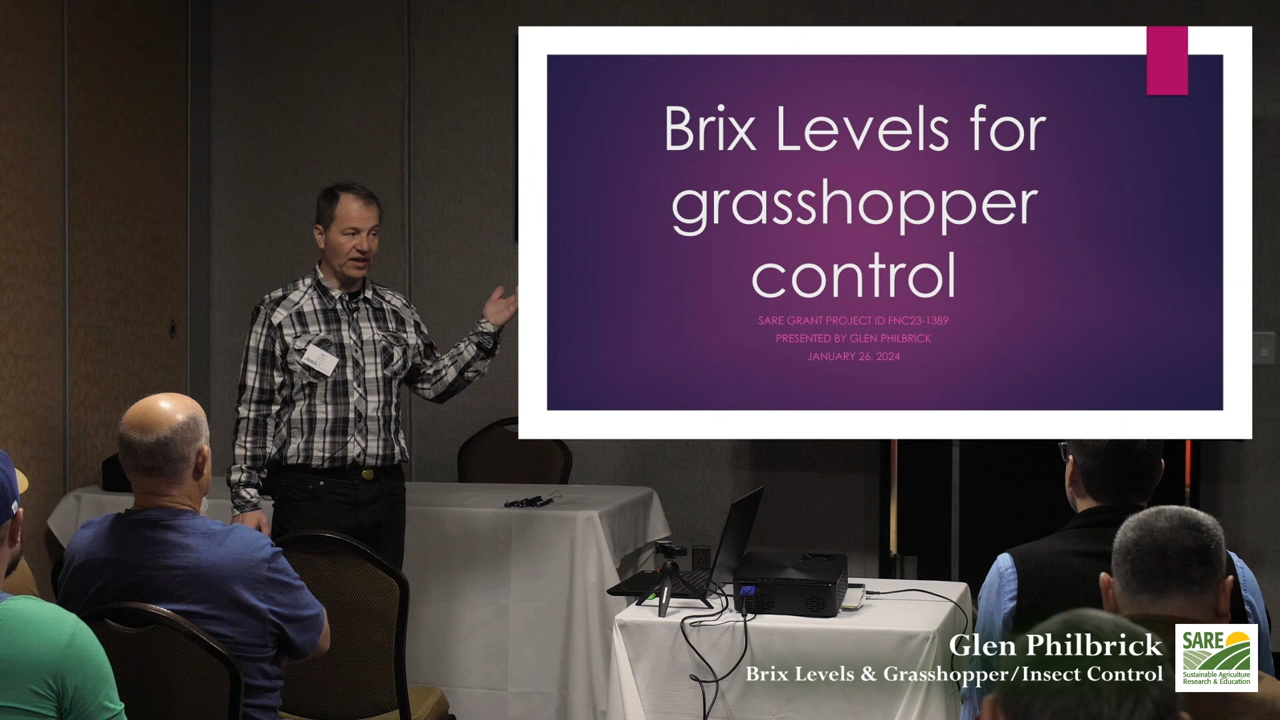 Brix Levels for
grasshopper
control
SARE GRANT PROJECT ID FNC23-1389
PRESENTED BY GLEN PHILBRICK
JANUARY 26, 2024
Glen Philbrick
Brix Levels & Grasshopper/Insect Control
SARE
Sustainable Agriculture
Research & Education